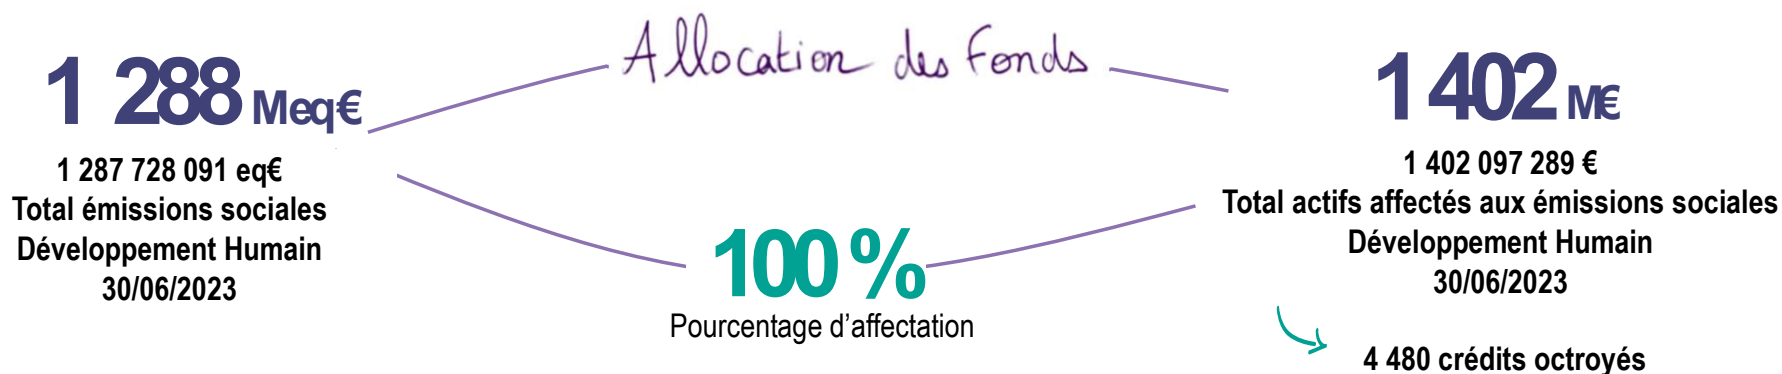 Allocation des Fonds
1 288 Meq€
1 287 728 091 eq€
Total émissions sociales
Développement Humain
30/06/2023
100 %
Pourcentage d'affectation
1 402 M€
1 402 097 289 €
Total actifs affectés aux émissions sociales
Développement Humain
30/06/2023
4 480 crédits octroyés